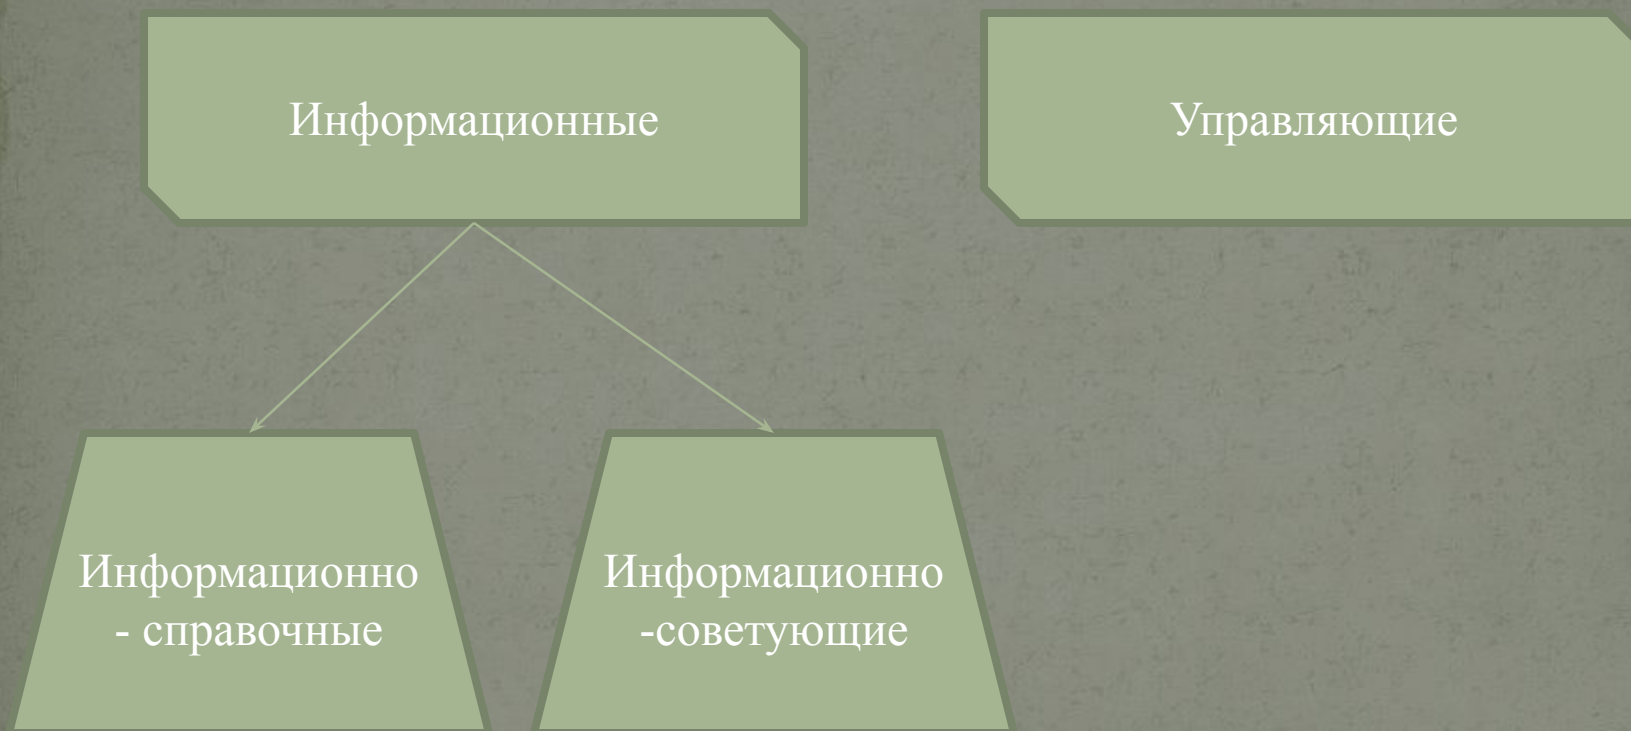 Информационные
Управляющие
Информационно
- справочные
Информационно
-советующие